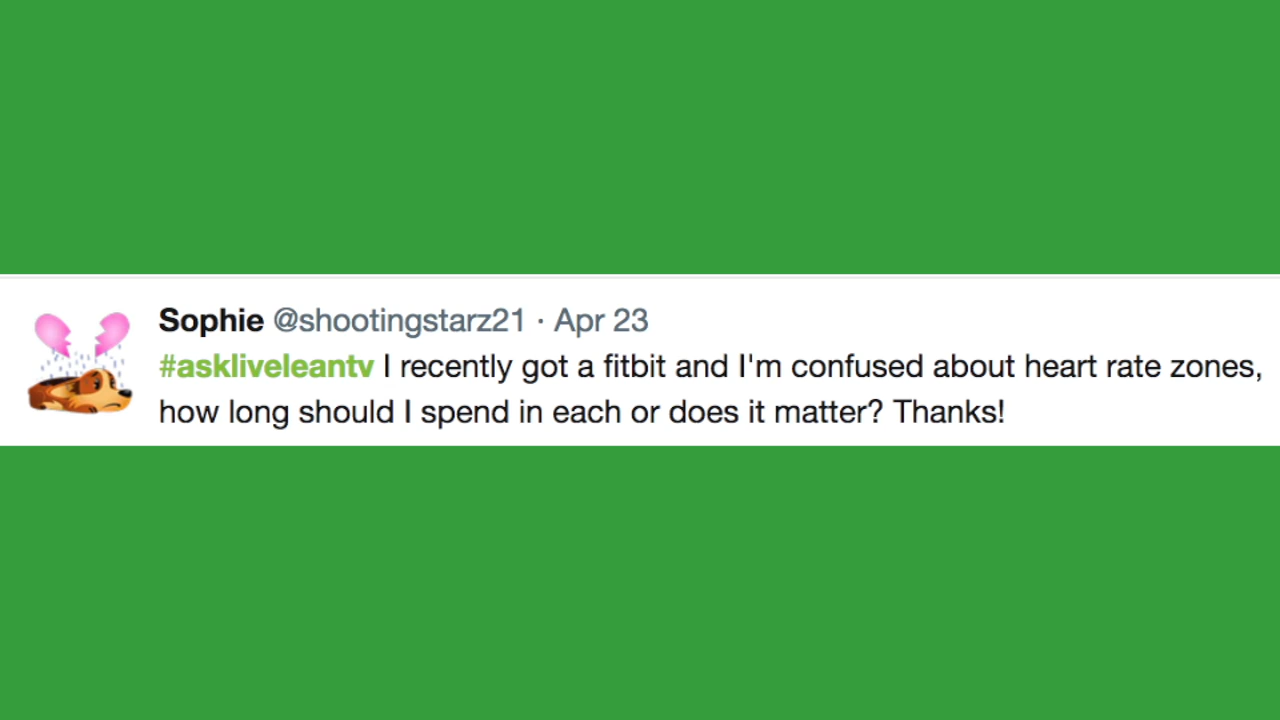 Sophie @shootingstarz21 · Apr 23
#askliveleantv I recently got a fitbit and I'm confused about heart rate zones,
how long should I spend in each or does it matter? Thanks!